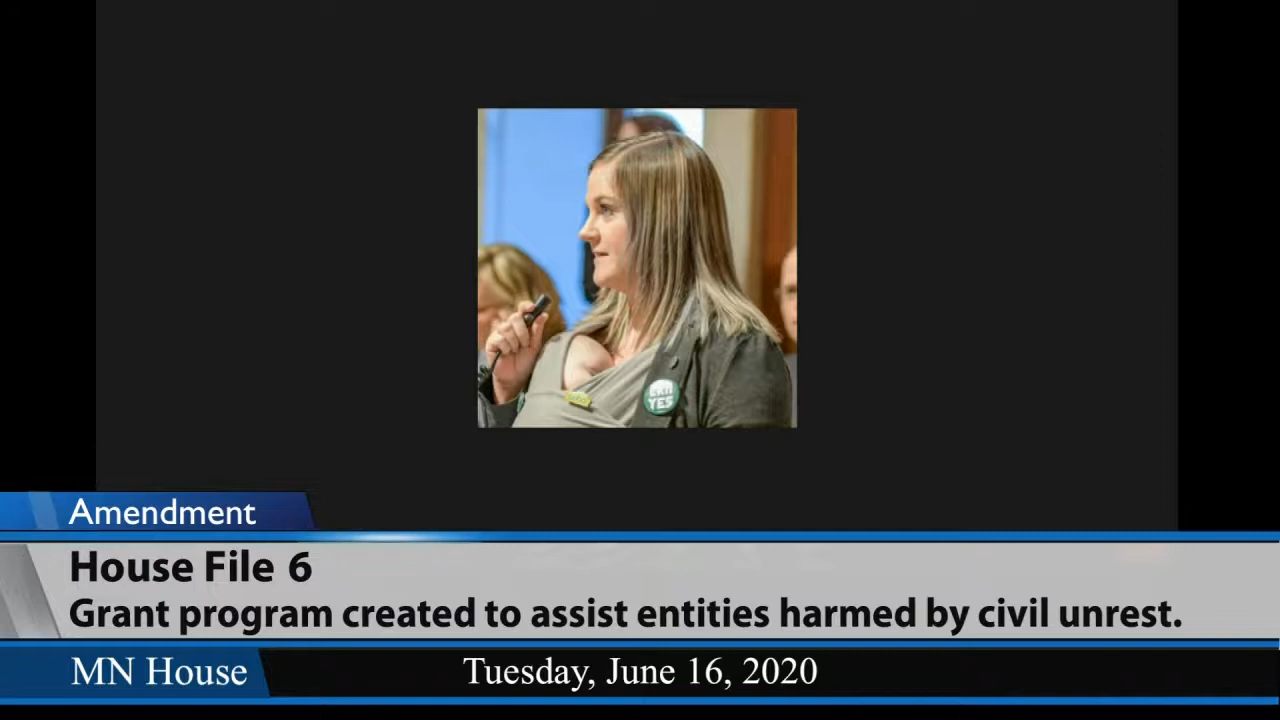 YES
Amendment
House File 6
Grant program created to assist entities harmed by civil unrest.
MN House
Tuesday, June 16, 2020